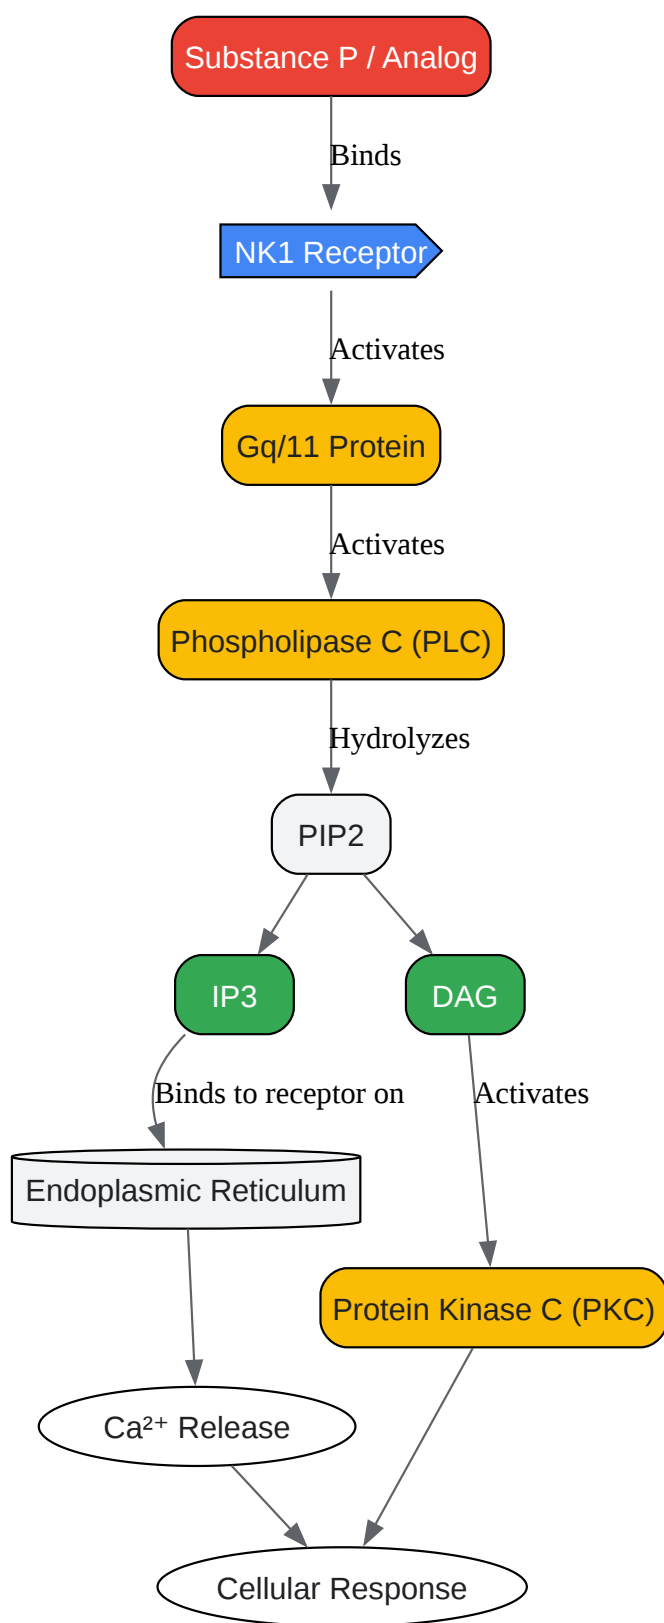 Substance P / Analog
Binds
NK1 Receptor
Activates
Gq/11 Protein
Activates
Phospholipase C (PLC)
Hydrolyzes
PIP2
IP3
DAG
Binds to receptor on
Activates
Endoplasmic Reticulum
Protein Kinase C (PKC)
Ca²⁺ Release
Cellular Response